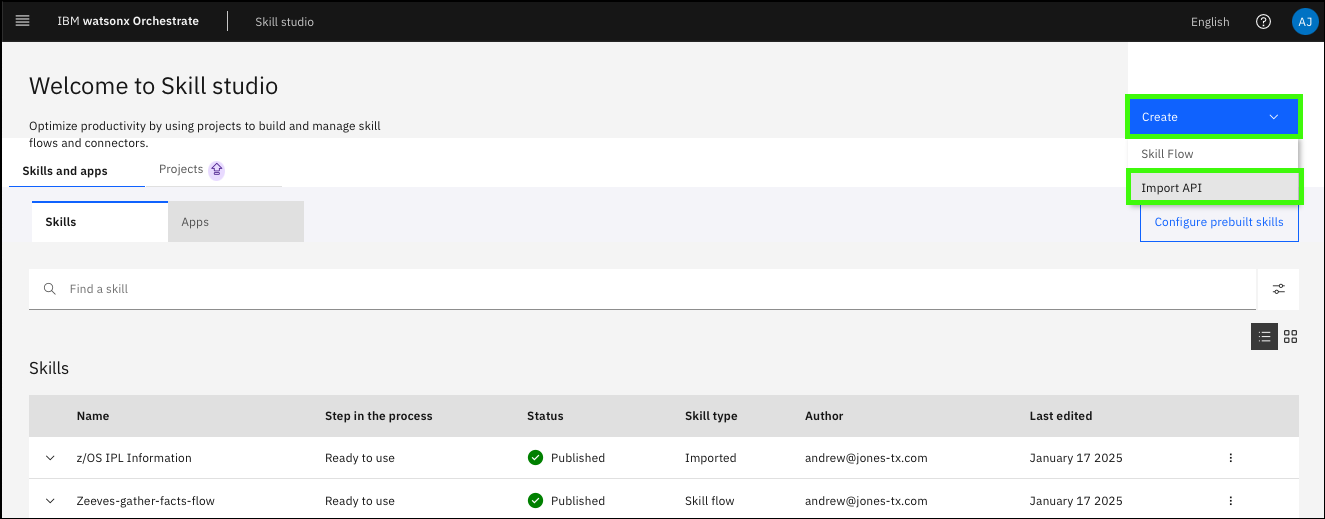 IBM watsonx Orchestrate
Skill studio
English
AJ
Welcome to Skill studio
Optimize productivity by using projects to build and manage skill
flows and connectors.
Create
Skill Flow
Import API
Skills and apps
Projects
Skills
Apps
Configure prebuilt skills
Find a skill
Skills
Name Step in the process Status Skill type Author Last edited
z/OS IPL Information Ready to use Published Imported andrew@jones-tx.com January 17 2025
Zeeves-gather-facts-flow Ready to use Published Skill flow andrew@jones-tx.com January 17 2025